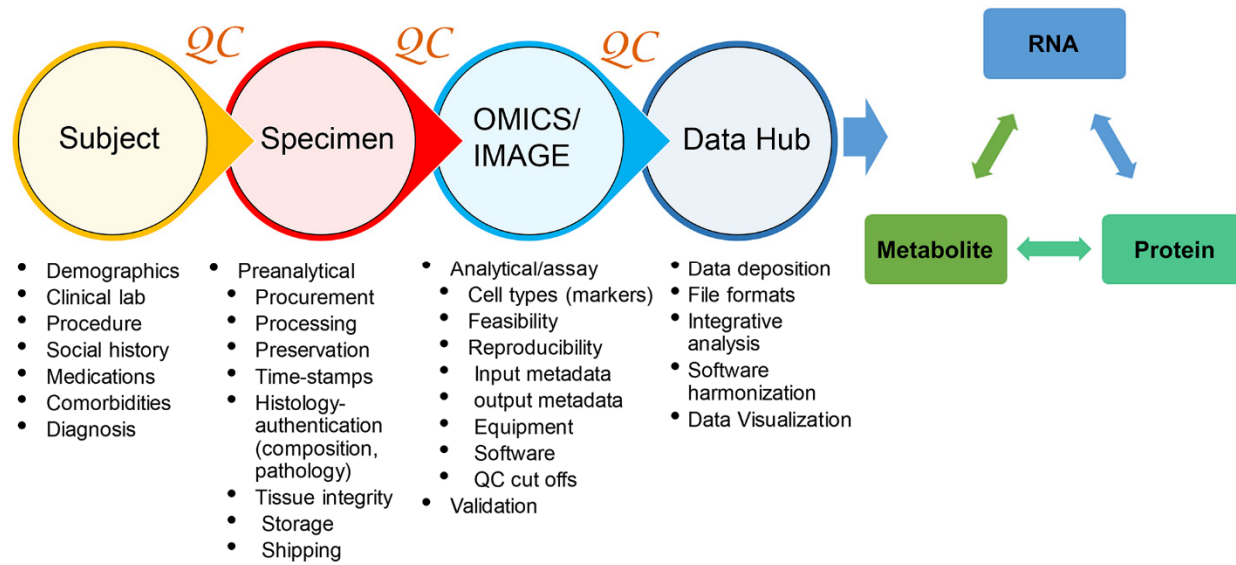 QC
QC
QC
Subject
Specimen
OMICS/
IMAGE
Data Hub
RNA
Metabolite
Protein
• Demographics
• Clinical lab
• Procedure
• Social history
• Medications
• Comorbidities
• Diagnosis
• Preanalytical
• Procurement
• Processing
• Preservation
• Time-stamps
• Histology-
authentication
(composition,
pathology)
• Tissue integrity
• Storage
• Shipping
• Analytical/assay
• Cell types (markers)
• Feasibility
• Reproducibility
• Input metadata
• output metadata
• Equipment
• Software
• QC cut offs
• Validation
• Data deposition
• File formats
• Integrative
analysis
• Software
harmonization
• Data Visualization